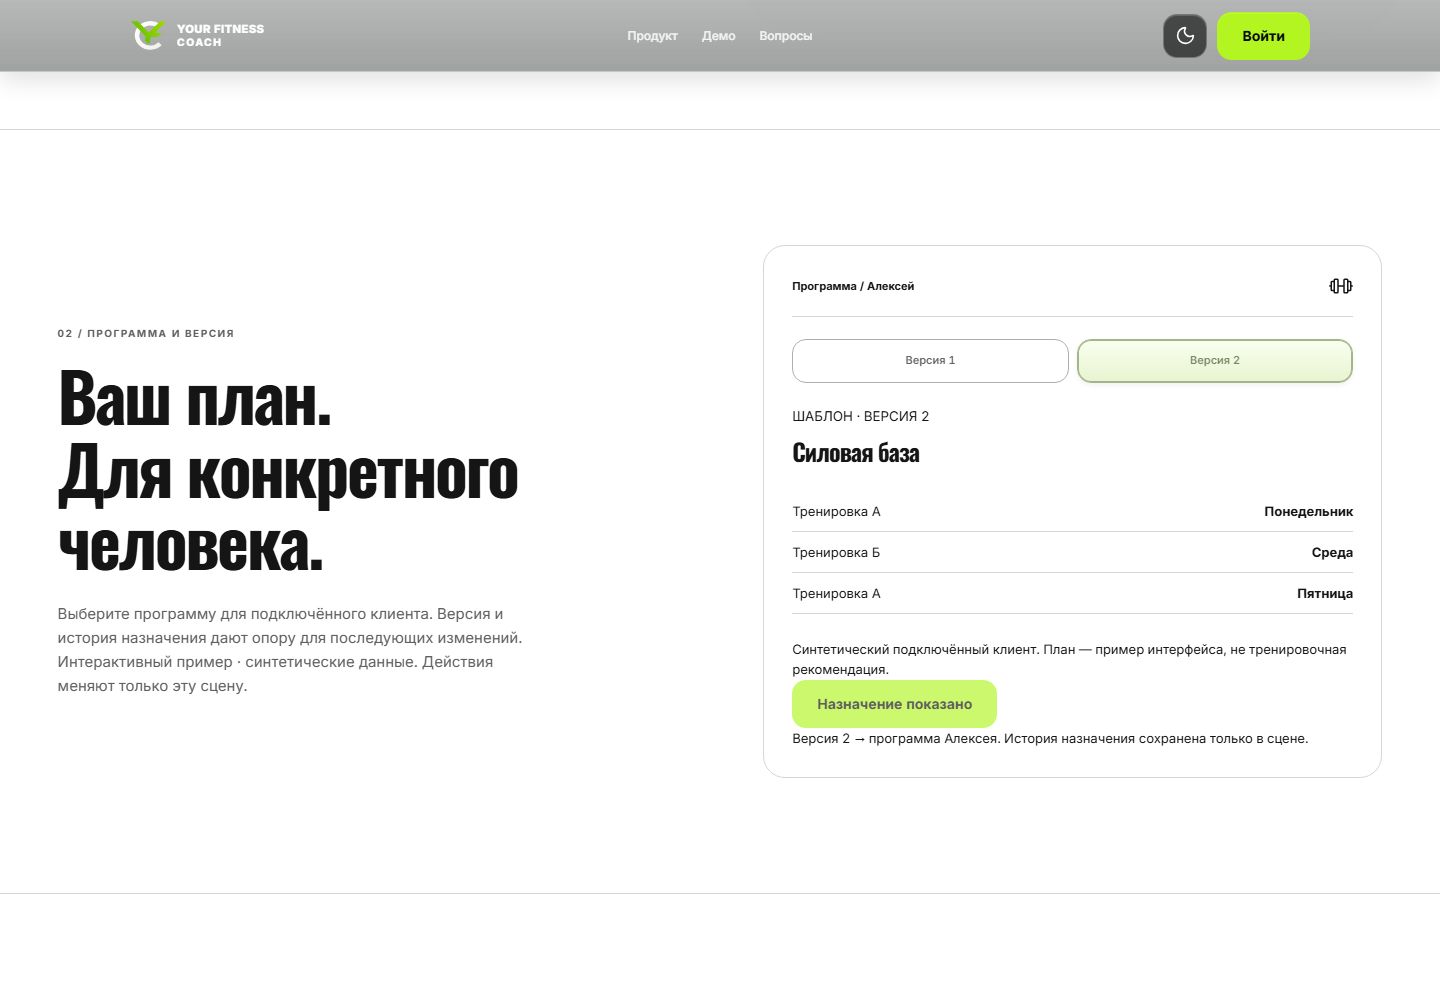 YOUR FITNESS
COACH
Продукт
Демо
Вопросы
Войти
02 / ПРОГРАММА И ВЕРСИЯ
Ваш план.
Для конкретного
человека.
Выберите программу для подключённого клиента. Версия и
история назначения дают опору для последующих изменений.
Интерактивный пример · синтетические данные. Действия
меняют только эту сцену.
Программа / Алексей
Версия 1
Версия 2
ШАБЛОН · ВЕРСИЯ 2
Силовая база
Тренировка А
Понедельник
Тренировка Б
Среда
Тренировка А
Пятница
Синтетический подключённый клиент. План — пример интерфейса, не тренировочная
рекомендация.
Назначение показано
Версия 2 → программа Алексея. История назначения сохранена только в сцене.